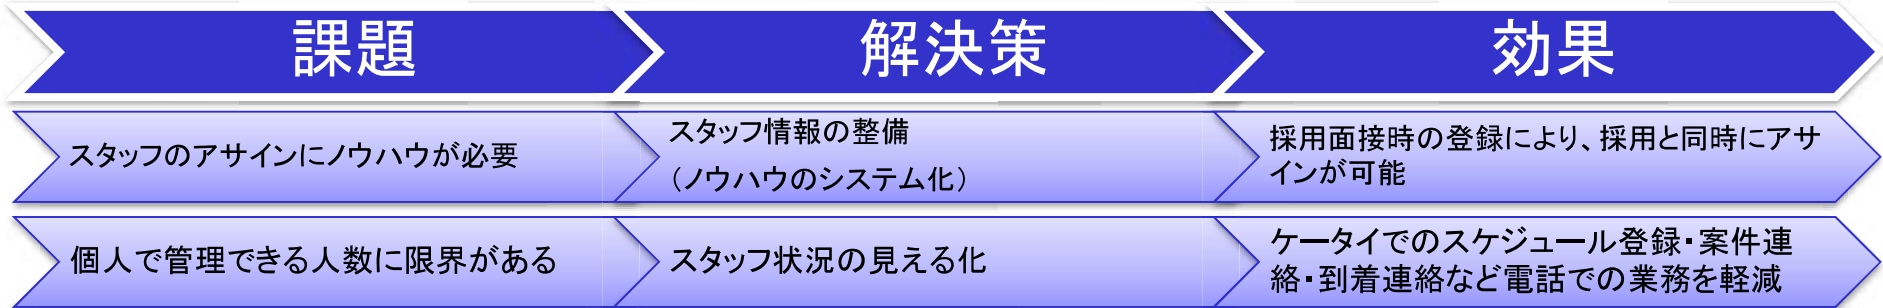 課題
解決策
効果
スタッフのアサインにノウハウが必要
スタッフ情報の整備
（ノウハウのシステム化）
採用面接時の登録により、採用と同時にアサ
インが可能
個人で管理できる人数に限界がある
スタッフ状況の見える化
ケータイでのスケジュール登録・案件連
絡・到着連絡など電話での業務を軽減